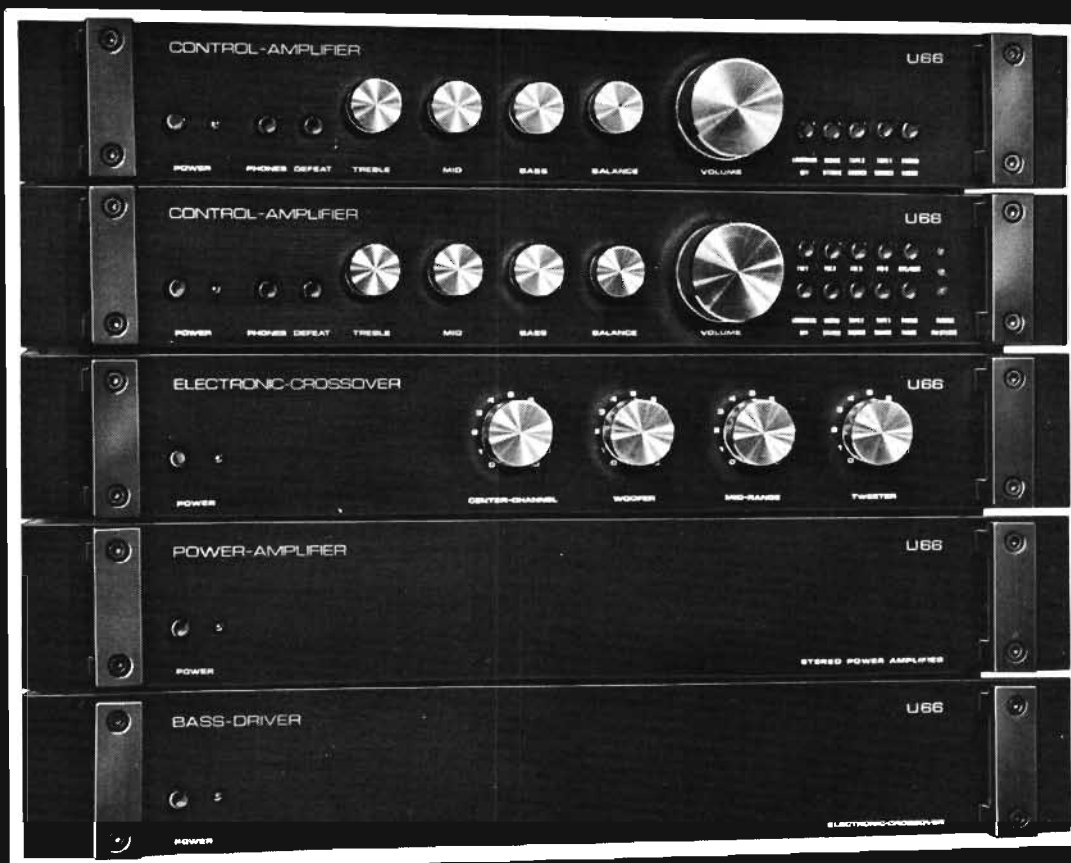 CONTROL-AMPLIFIER U66
POWER PHONES DEFEAT TREBLE MID BASS BALANCE VOLUME
CONTROL-AMPLIFIER U66
POWER PHONES DEFEAT TREBLE MID BASS BALANCE VOLUME
ELECTRONIC-CROSSOVER U66
POWER CENTER-CHANNEL WOOFER MID-RANGE TWEETER
POWER-AMPLIFIER U66
POWER STEREO POWER AMPLIFIER
BASS-DRIVER U66
POWER ELECTRONIC-CROSSOVER